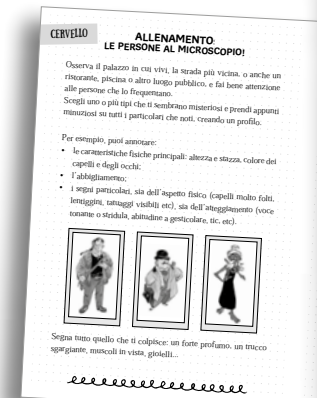 CERVELLO
ALLENAMENTO:
LE PERSONE AL MICROSCOPIO!
Osserva il palazzo in cui vivi, la strada più vicina, o anche un
ristorante, piscina o altro luogo pubblico, e fai bene attenzione
alle persone che lo frequentano.
Scegli uno o più tipi che ti sembrano misteriosi e prendi appunti
minuziosi su tutti i particolari che noti, creando un profilo.
Per esempio, puoi annotare:
• le caratteristiche fisiche principali: altezza e stazza, colore dei
capelli e degli occhi;
• l'abbigliamento;
• i segni particolari, sia dell'aspetto fisico (capelli molto folti,
lentiggini, tatuaggi visibili etc), sia dell'atteggiamento (voce
tonante o stridula, abitudine a gesticolare, tic, etc).
Segna tutto quello che ti colpisce: un forte profumo, un trucco
sgargiante, muscoli in vista, gioielli...